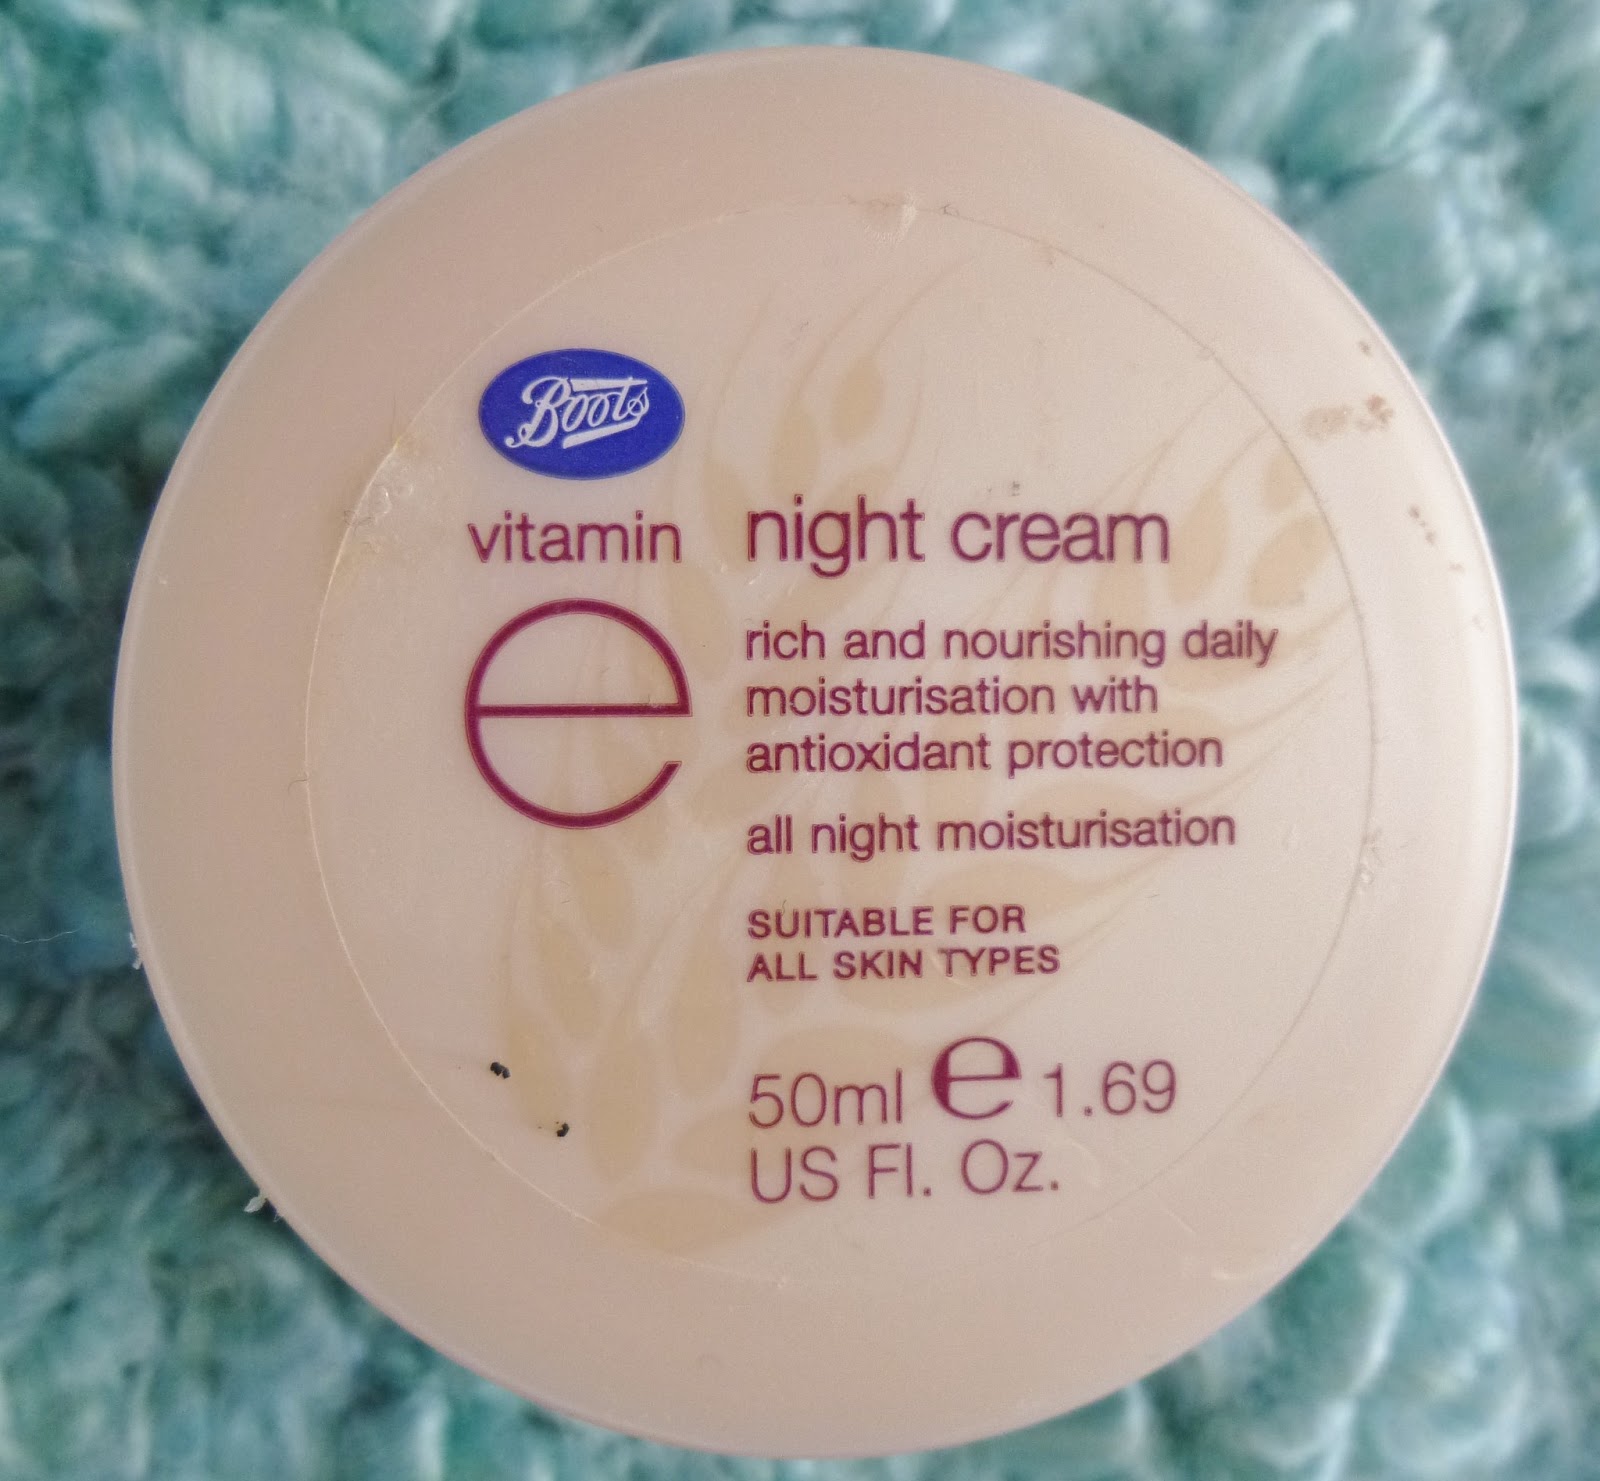 Boots
vitamin
e
night cream
rich and nourishing daily
moisturisation with
antioxidant protection
all night moisturisation
SUITABLE FOR
ALL SKIN TYPES
50ml e 1.69
US Fl. Oz.